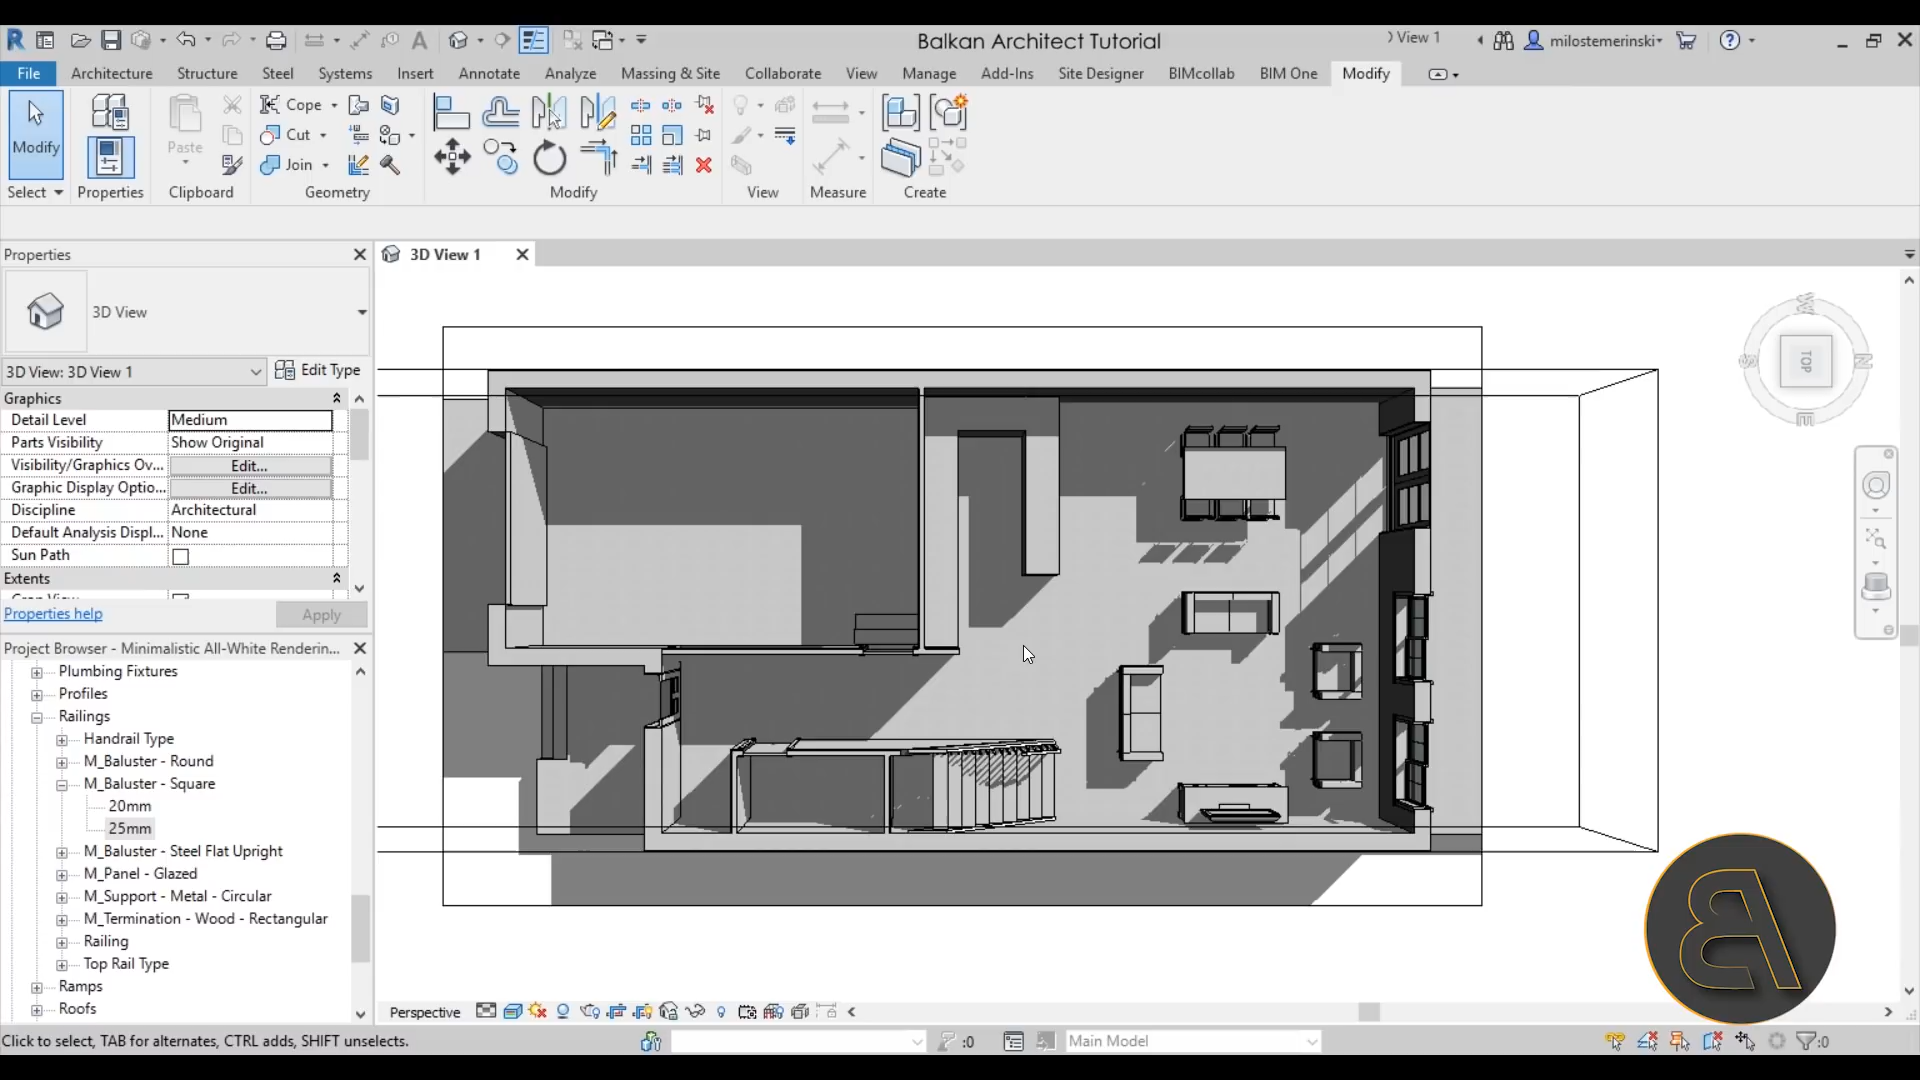 Balkan Architect Tutorial
View 1
milostemerinski
File Architecture Structure Steel Systems Insert Annotate Analyze Massing & Site Collaborate View Manage Add-Ins Site Designer BIMcollab BIM One Modify
Modify
Paste
Cope
Cut
Join
Select Properties Clipboard Geometry Modify View Measure Create
Properties
3D View 1
3D View
3D View: 3D View 1
Edit Type
Graphics
Detail Level Medium
Parts Visibility Show Original
Visibility/Graphics Ov... Edit...
Graphic Display Optio... Edit...
Discipline Architectural
Default Analysis Displ... None
Sun Path
Extents
Properties help Apply
Project Browser - Minimalistic All-White Renderin...
Plumbing Fixtures
Profiles
Railings
Handrail Type
M_Baluster - Round
M_Baluster - Square
20mm
25mm
M_Baluster - Steel Flat Upright
M_Panel - Glazed
M_Support - Metal - Circular
M_Termination - Wood - Rectangular
Railing
Top Rail Type
Ramps
Roofs
W
S
TOP
N
E
Perspective
Click to select, TAB for alternates, CTRL adds, SHIFT unselects.
:0
Main Model
:0